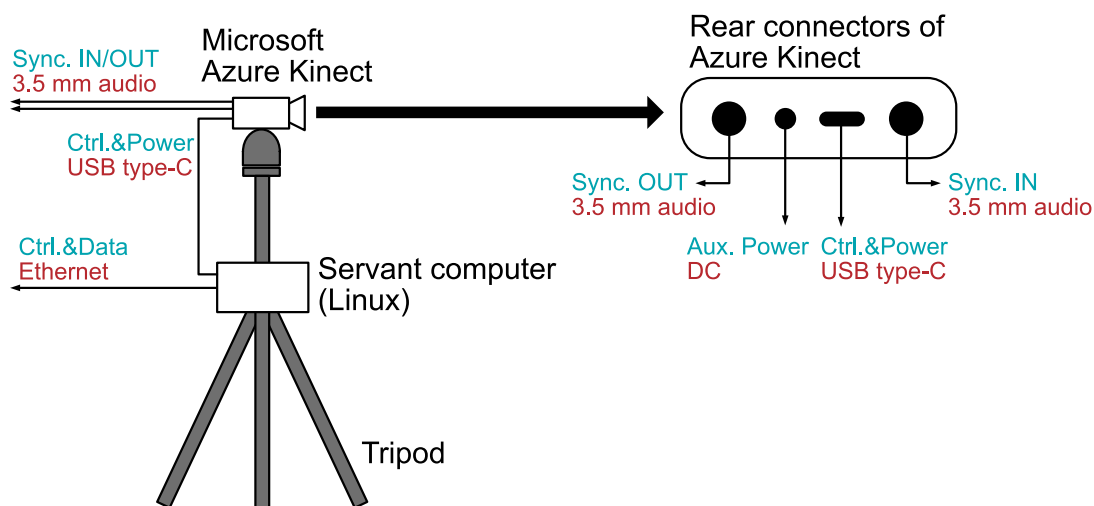 Microsoft
Azure Kinect
Sync. IN/OUT
3.5 mm audio
Ctrl.&Power
USB type-C
Ctrl.&Data
Ethernet
Servant computer
(Linux)
Tripod
Rear connectors of
Azure Kinect
Sync. OUT
3.5 mm audio
Aux. Power
DC
Ctrl.&Power
USB type-C
Sync. IN
3.5 mm audio